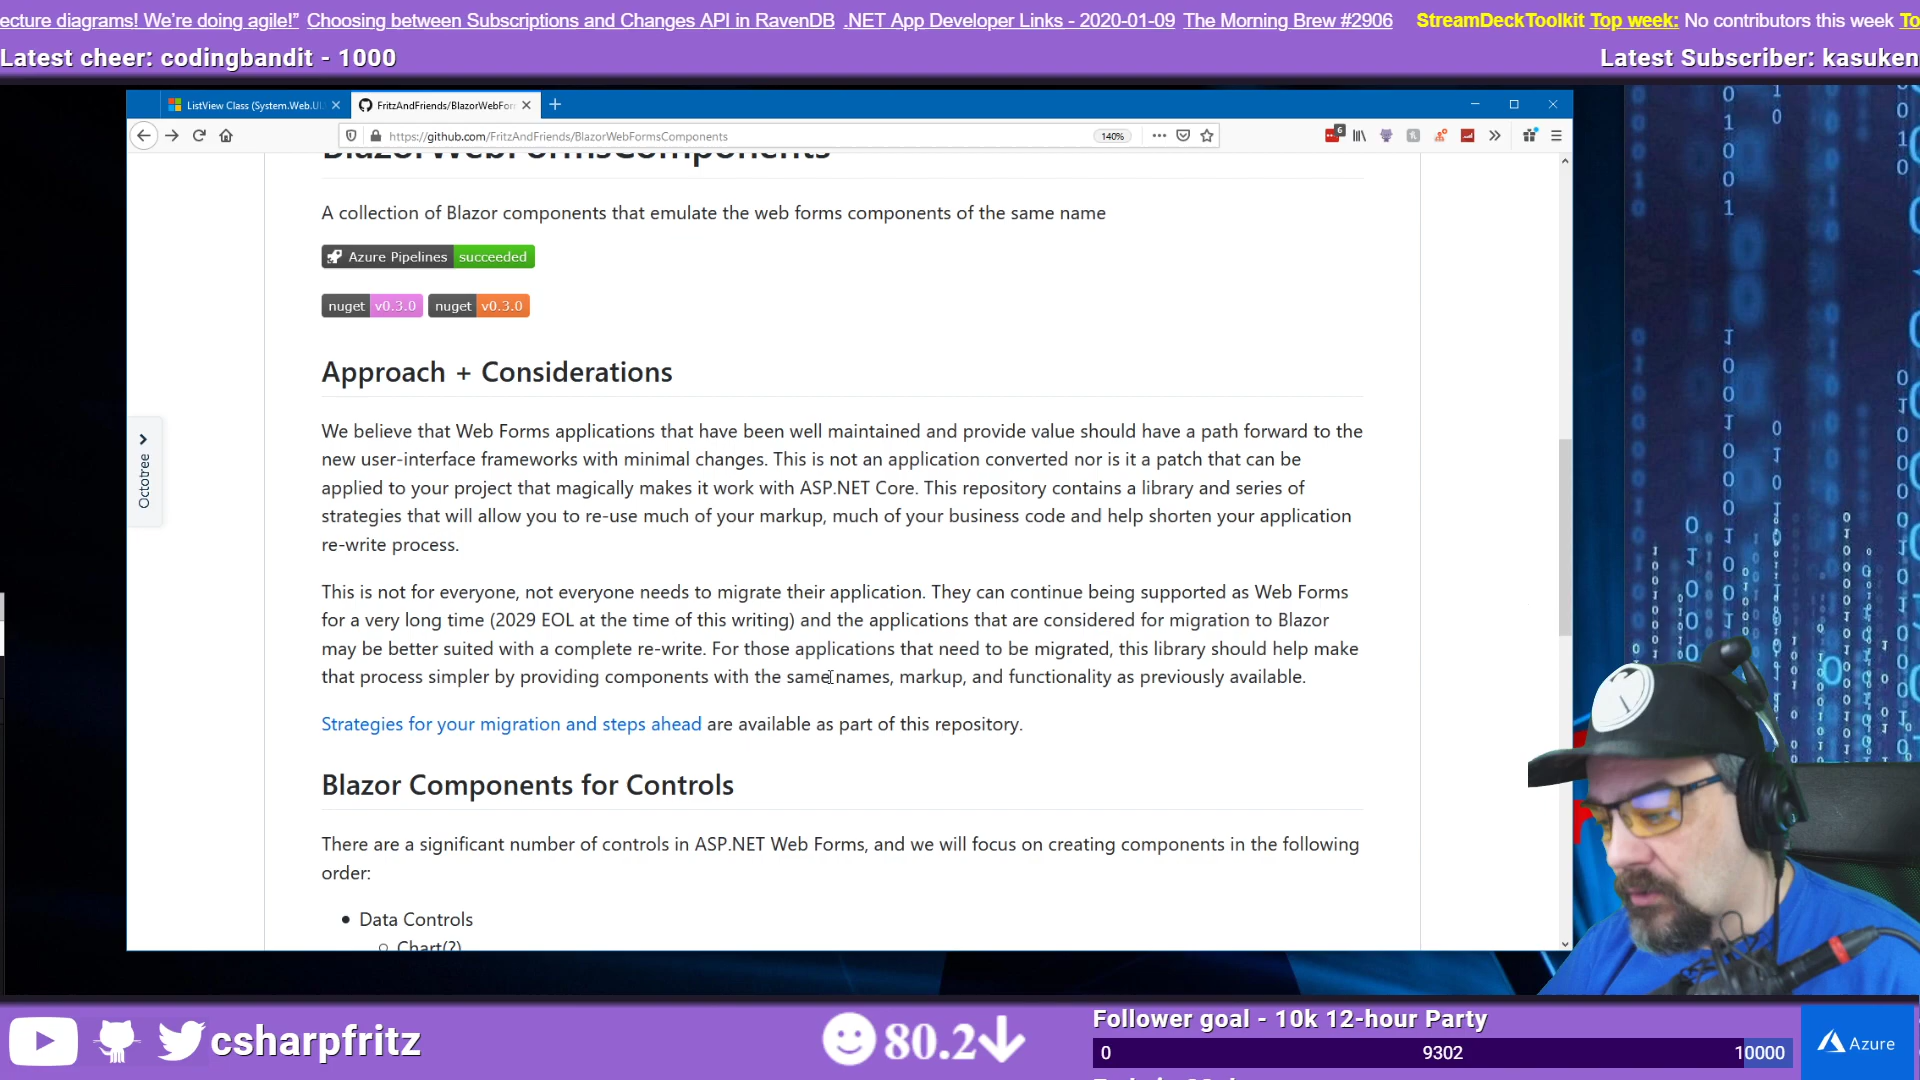 ecture diagrams! We're doing agile!” Choosing between Subscriptions and Changes API in RavenDB .NET App Developer Links - 2020-01-09 The Morning Brew #2906 StreamDeckToolkit Top week: No contributors this week To
Latest cheer: codingbandit - 1000
Latest Subscriber: kasuken
ListView Class (System.Web.UI.
FritzAndFriends/BlazorWebFor
https://github.com/FritzAndFriends/BlazorWebFormsComponents
140%
6
BlazorWebFormsComponents
A collection of Blazor components that emulate the web forms components of the same name
Azure Pipelines succeeded
nuget v0.3.0 nuget v0.3.0
Approach + Considerations
We believe that Web Forms applications that have been well maintained and provide value should have a path forward to the
new user-interface frameworks with minimal changes. This is not an application converted nor is it a patch that can be
applied to your project that magically makes it work with ASP.NET Core. This repository contains a library and series of
strategies that will allow you to re-use much of your markup, much of your business code and help shorten your application
re-write process.
Octotree
This is not for everyone, not everyone needs to migrate their application. They can continue being supported as Web Forms
for a very long time (2029 EOL at the time of this writing) and the applications that are considered for migration to Blazor
may be better suited with a complete re-write. For those applications that need to be migrated, this library should help make
that process simpler by providing components with the same names, markup, and functionality as previously available.
Strategies for your migration and steps ahead are available as part of this repository.
Blazor Components for Controls
There are a significant number of controls in ASP.NET Web Forms, and we will focus on creating components in the following
order:
• Data Controls
○ Chart(?)
csharpfritz
80.2
Follower goal - 10k 12-hour Party
0 9302 10000
Azure